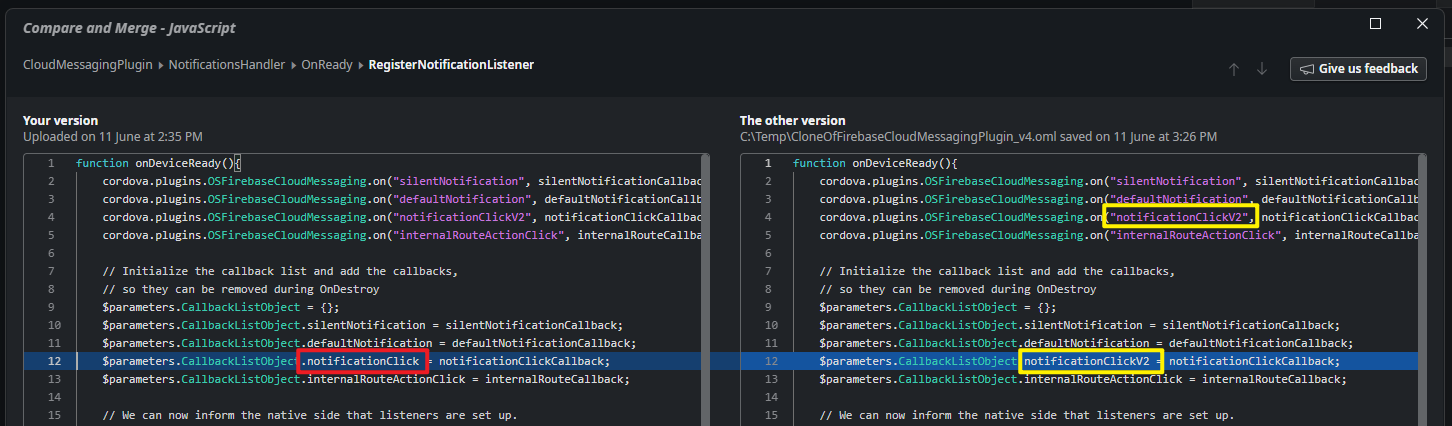 Compare and Merge - JavaScript
CloudMessagingPlugin ▸ NotificationsHandler ▸ OnReady ▸ RegisterNotificationListener
Give us feedback
Your version
Uploaded on 11 June at 2:35 PM
1 function onDeviceReady(){
2 cordova.plugins.OSFirebaseCloudMessaging.on("silentNotification", silentNotificationCallback
3 cordova.plugins.OSFirebaseCloudMessaging.on("defaultNotification", defaultNotification
4 cordova.plugins.OSFirebaseCloudMessaging.on("notificationClickV2", notificationClickCallbac
5 cordova.plugins.OSFirebaseCloudMessaging.on("internalRouteActionClick", internalRouteCallba
6
7 // Initialize the callback list and add the callbacks,
8 // so they can be removed during OnDestroy
9 $parameters.CallbackListObject = {};
10 $parameters.CallbackListObject.silentNotification = silentNotificationCallback;
11 $parameters.CallbackListObject.defaultNotification = defaultNotificationCallback;
12 $parameters.CallbackListObject.notificationClick = notificationClickCallback;
13 $parameters.CallbackListObject.internalRouteActionClick = internalRouteCallback;
14
15 // We can now inform the native side that listeners are set up.
The other version
C:\Temp\CloneOfFirebaseCloudMessagingPlugin_v4.oml saved on 11 June at 3:26 PM
1 function onDeviceReady(){
2 cordova.plugins.OSFirebaseCloudMessaging.on("silentNotification", silentNotificationCallbac
3 cordova.plugins.OSFirebaseCloudMessaging.on("defaultNotification", defaultNotification
4 cordova.plugins.OSFirebaseCloudMessaging.on("notificationClickV2", notificationClickCallbac
5 cordova.plugins.OSFirebaseCloudMessaging.on("internalRouteActionClick", internalRouteCallba
6
7 // Initialize the callback list and add the callbacks,
8 // so they can be removed during OnDestroy
9 $parameters.CallbackListObject = {};
10 $parameters.CallbackListObject.silentNotification = silentNotificationCallback;
11 $parameters.CallbackListObject.defaultNotification = defaultNotificationCallback;
12 $parameters.CallbackListObject.notificationClickV2 = notificationClickCallback;
13 $parameters.CallbackListObject.internalRouteActionClick = internalRouteCallback;
14
15 // We can now inform the native side that listeners are set up.